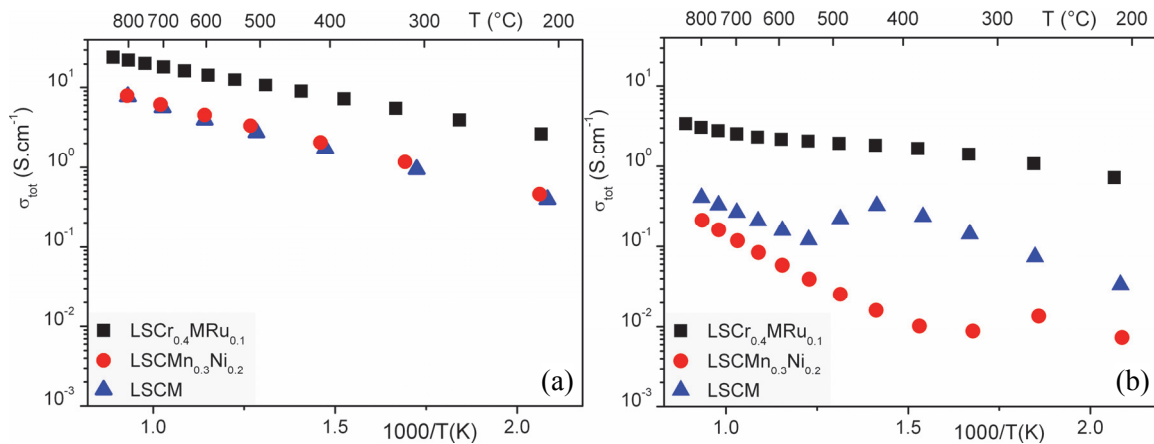 800 700 600 500 400 300 200
T (°C)
σtot (S.cm⁻¹)
10¹
10⁰
10⁻¹
10⁻²
10⁻³
LSCr₀.₄MRu₀.₁
LSCMn₀.₃Ni₀.₂
LSCM
(a)
1.0 1.5 2.0
1000/T(K)
800 700 600 500 400 300 200
T (°C)
σtot (S.cm⁻¹)
10¹
10⁰
10⁻¹
10⁻²
10⁻³
LSCr₀.₄MRu₀.₁
LSCMn₀.₃Ni₀.₂
LSCM
(b)
1.0 1.5 2.0
1000/T(K)